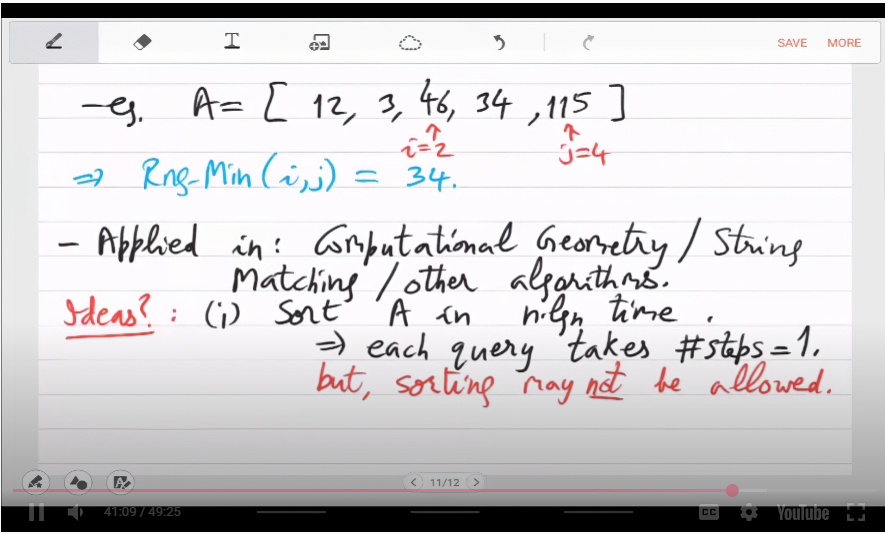 SAVE MORE
-eg. A= [ 12, 3, 46, 34 ,115 ]
i=2 j=4
⇒ Rng-Min(i,j) = 34.
- Applied in: Computational Geometry / String
Matching / other algorithms.
Ideas? : (i) Sort A in n.lgn time.
⇒ each query takes #steps=1.
but, sorting may not be allowed.
11/12
41:09 / 49:25 CC YouTube